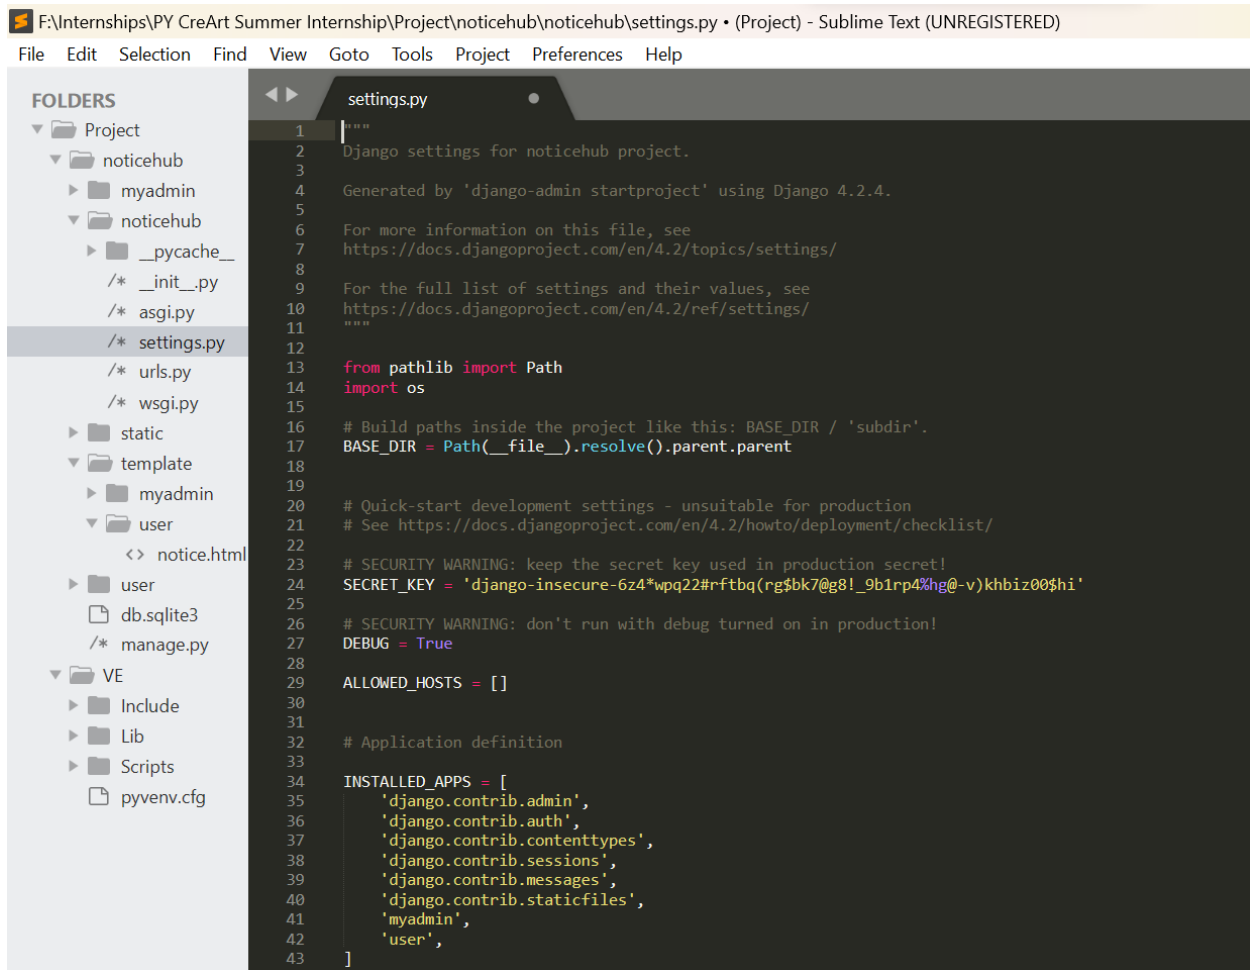 F:\Internships\PY CreArt Summer Internship\Project\noticehub\noticehub\settings.py • (Project) - Sublime Text (UNREGISTERED)
File Edit Selection Find View Goto Tools Project Preferences Help
FOLDERS
Project
noticehub
myadmin
noticehub
__pycache__
/* __init__.py
/* asgi.py
/* settings.py
/* urls.py
/* wsgi.py
static
template
myadmin
user
<> notice.html
user
db.sqlite3
/* manage.py
VE
Include
Lib
Scripts
pyvenv.cfg
settings.py
1 """
2 Django settings for noticehub project.
3
4 Generated by 'django-admin startproject' using Django 4.2.4.
5
6 For more information on this file, see
7 https://docs.djangoproject.com/en/4.2/topics/settings/
8
9 For the full list of settings and their values, see
10 https://docs.djangoproject.com/en/4.2/ref/settings/
11 """
12
13 from pathlib import Path
14 import os
15
16 # Build paths inside the project like this: BASE_DIR / 'subdir'.
17 BASE_DIR = Path(__file__).resolve().parent.parent
18
19
20 # Quick-start development settings - unsuitable for production
21 # See https://docs.djangoproject.com/en/4.2/howto/deployment/checklist/
22
23 # SECURITY WARNING: keep the secret key used in production secret!
24 SECRET_KEY = 'django-insecure-6z4*wpq22#rftbq(rg$bk7@g8!_9b1rp4%hg@-v)khbiz00$hi'
25
26 # SECURITY WARNING: don't run with debug turned on in production!
27 DEBUG = True
28
29 ALLOWED_HOSTS = []
30
31
32 # Application definition
33
34 INSTALLED_APPS = [
35 'django.contrib.admin',
36 'django.contrib.auth',
37 'django.contrib.contenttypes',
38 'django.contrib.sessions',
39 'django.contrib.messages',
40 'django.contrib.staticfiles',
41 'myadmin',
42 'user',
43 ]